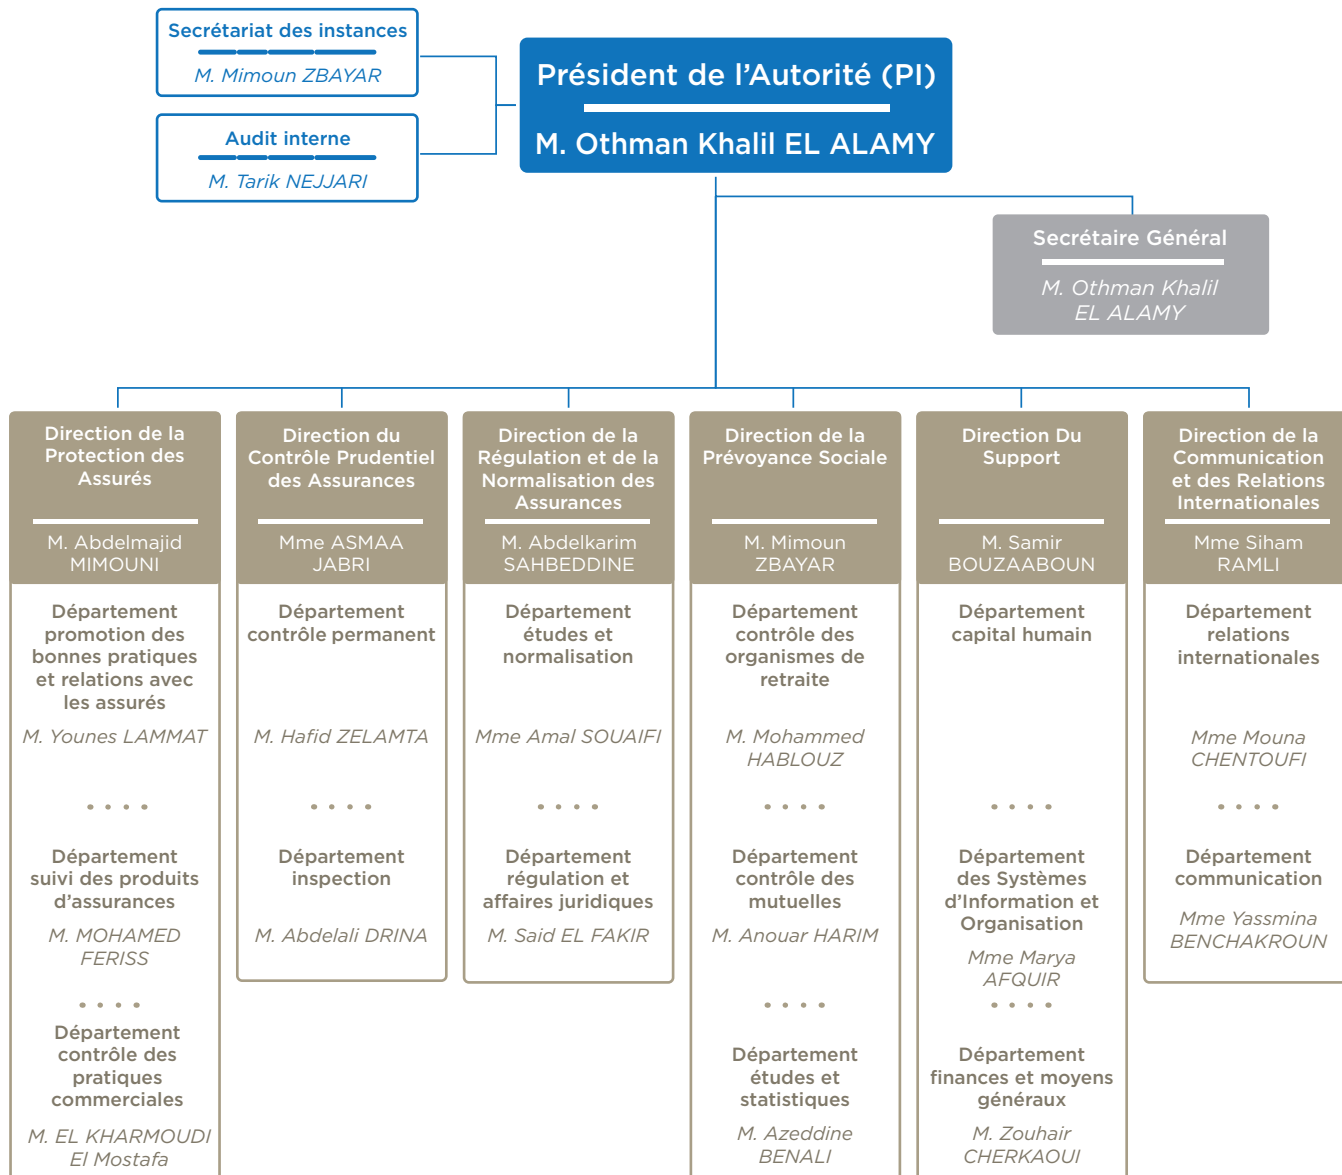 Secrétariat des instances
M. Mimoun ZBAYAR
Audit interne
M. Tarik NEJJARI
Président de l’Autorité (PI)
M. Othman Khalil EL ALAMY
Secrétaire Général
M. Othman Khalil
EL ALAMY
Direction de la
Protection des
Assurés
M. Abdelmajid
MIMOUNI
Département
promotion des
bonnes pratiques
et relations avec
les assurés
M. Younes LAMMAT
Département
suivi des produits
d’assurances
M. MOHAMED
FERISS
Département
contrôle des
pratiques
commerciales
M. EL KHARMOUDI
El Mostafa
Direction du
Contrôle Prudentiel
des Assurances
Mme ASMAA
JABRI
Département
contrôle permanent
M. Hafid ZELAMTA
Département
inspection
M. Abdelali DRINA
Direction de la
Régulation et de la
Normalisation des
Assurances
M. Abdelkarim
SAHBEDDINE
Département
études et
normalisation
Mme Amal SOUAIFI
Département
régulation et
affaires juridiques
M. Said EL FAKIR
Direction de la
Prévoyance Sociale
M. Mimoun
ZBAYAR
Département
contrôle des
organismes de
retraite
M. Mohammed
HABLOUZ
Département
contrôle des
mutuelles
M. Anouar HARIM
Département
études et
statistiques
M. Azeddine
BENALI
Direction Du
Support
M. Samir
BOUZAABOUN
Département
capital humain
Département
des Systèmes
d’Information et
Organisation
Mme Marya
AFQUIR
Département
finances et moyens
généraux
M. Zouhair
CHERKAOUI
Direction de la
Communication
et des Relations
Internationales
Mme Siham
RAMLI
Département
relations
internationales
Mme Mouna
CHENTOUFI
Département
communication
Mme Yassmina
BENCHAKROUN